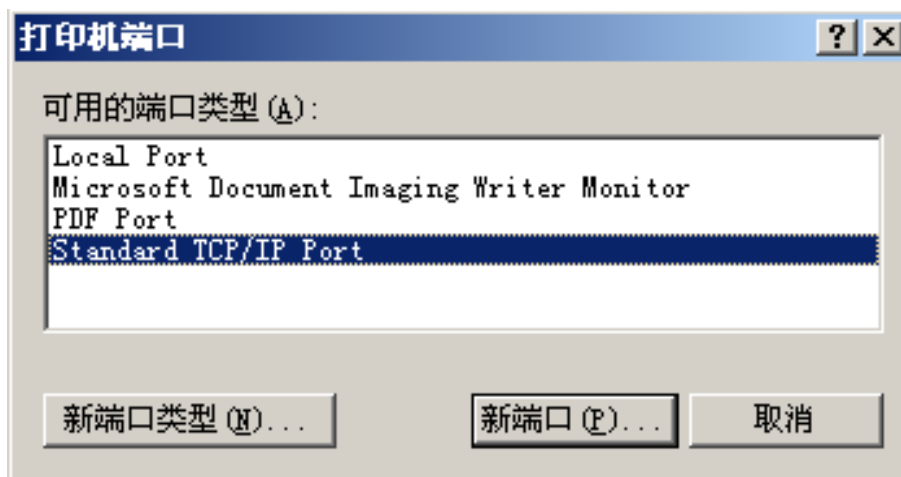 打印机端口
可用的端口类型(A):
Local Port
Microsoft Document Imaging Writer Monitor
PDF Port
Standard TCP/IP Port
新端口类型(N)... 新端口(P)... 取消